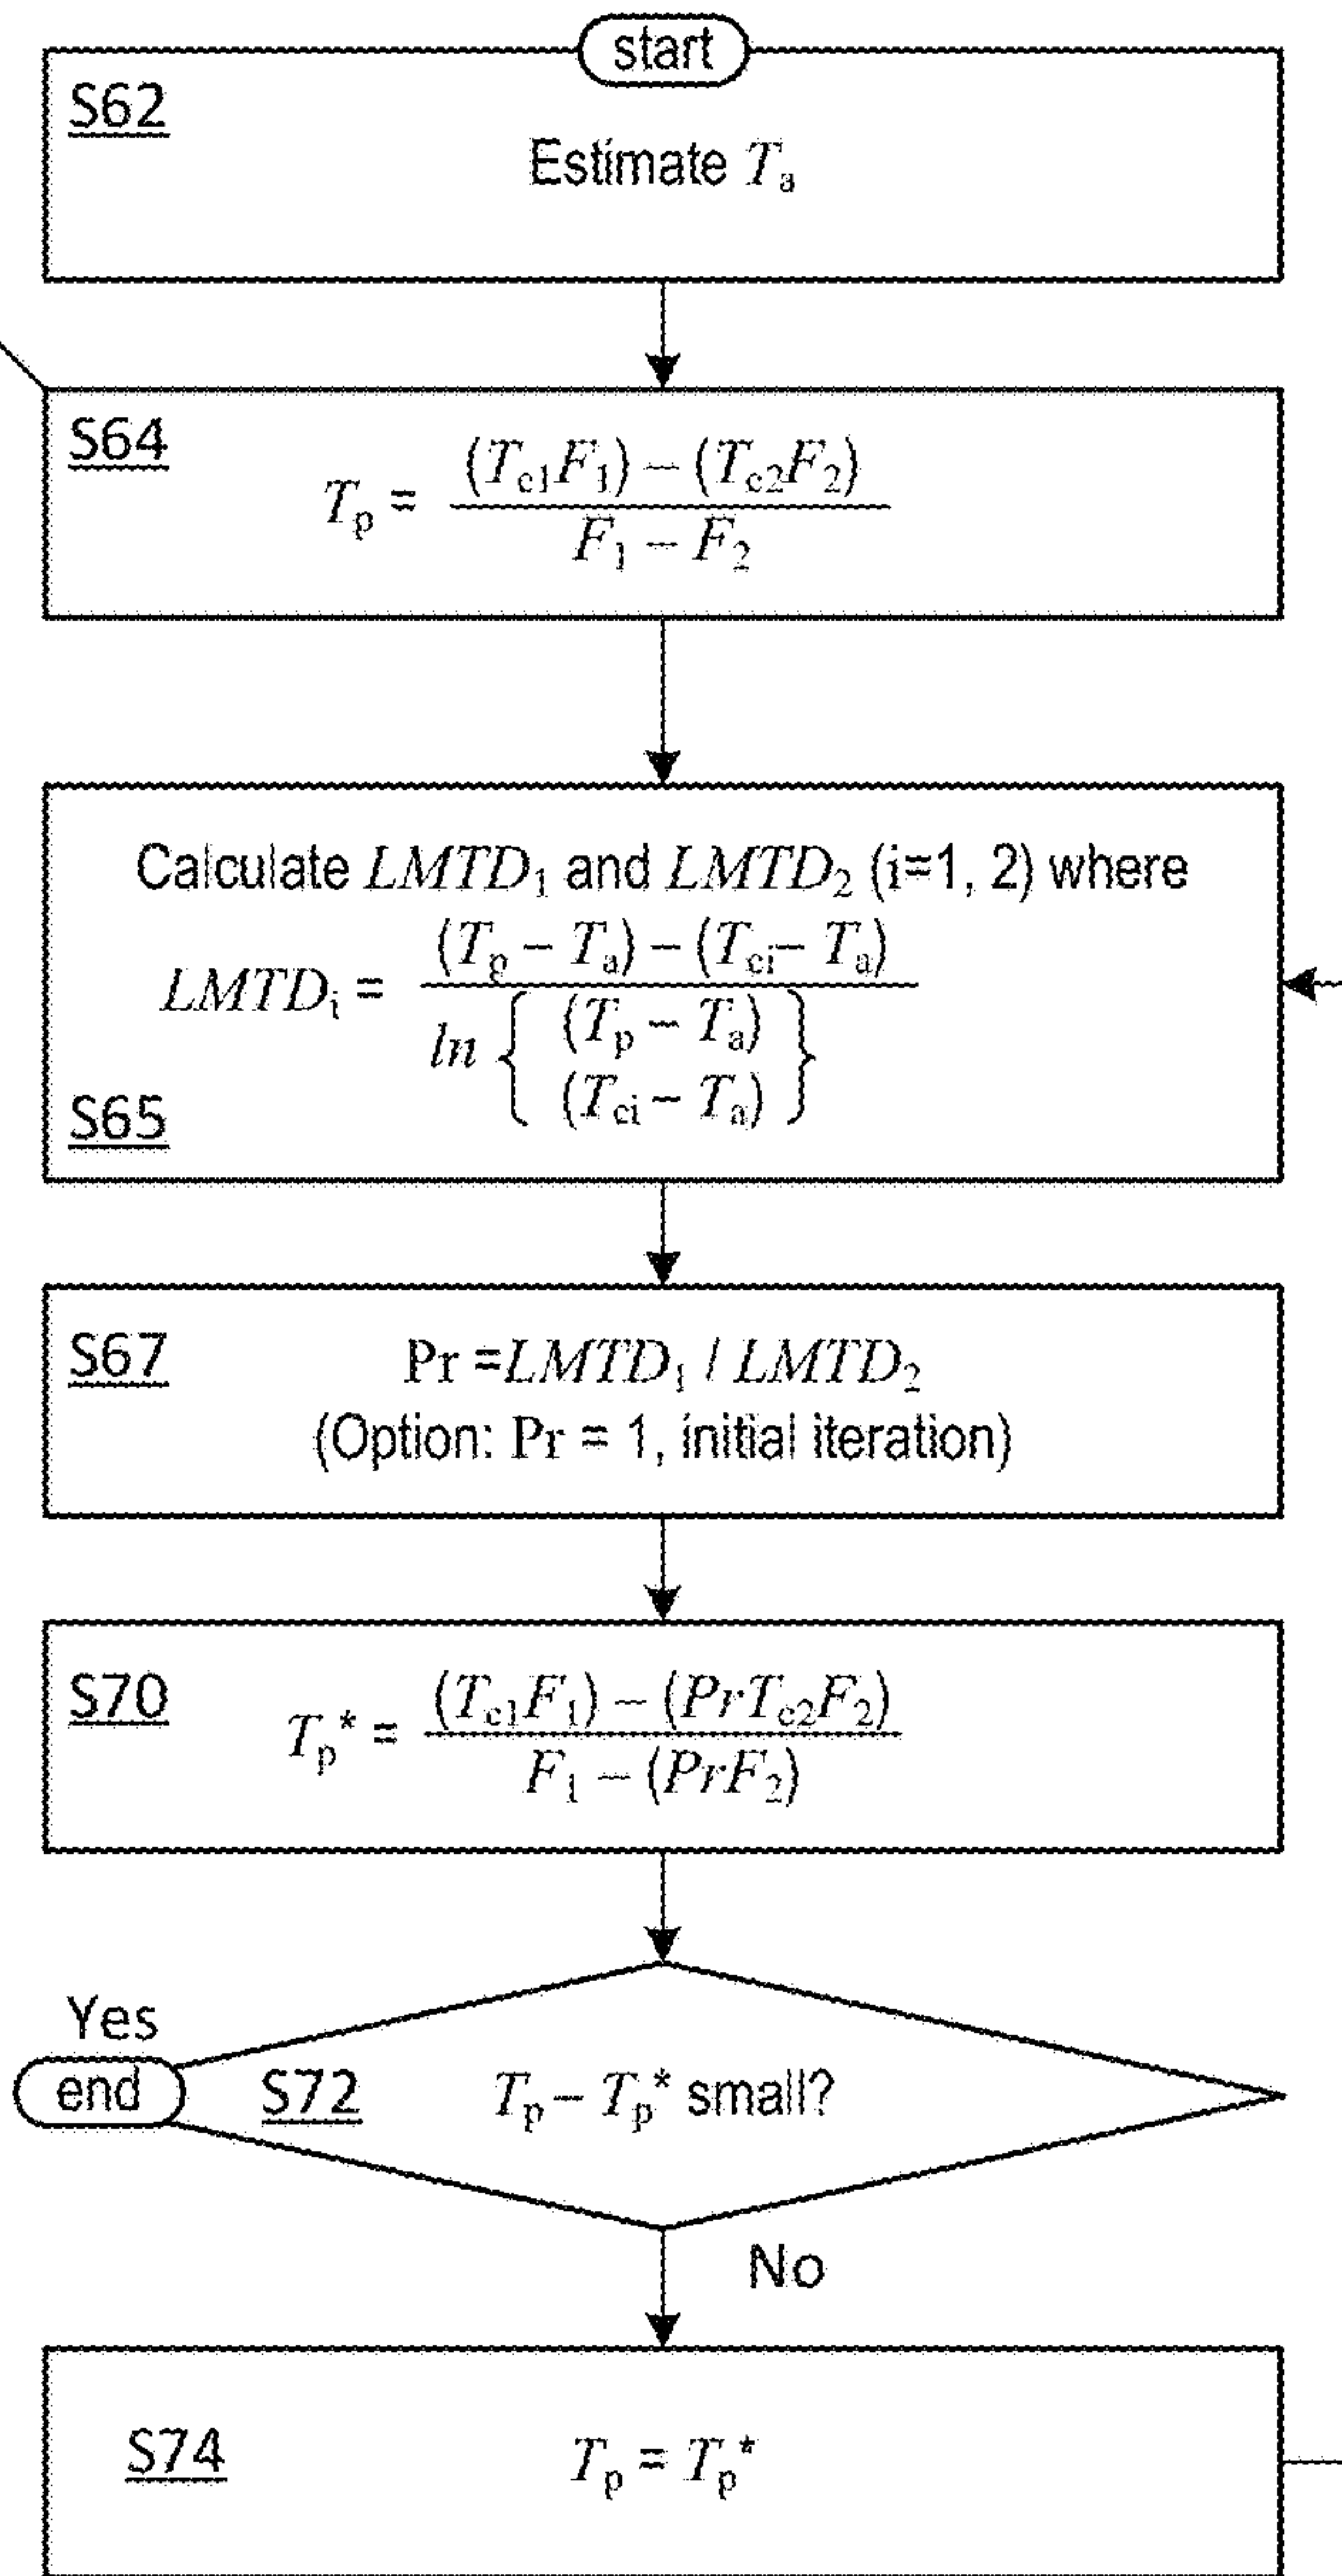 start
S62
Estimate Tₐ
S64
Tp = (Tc1F1) – (Tc2F2)
F1 – F2
Calculate LMTD1 and LMTD2 (i=1, 2) where
LMTDi = (Tp – Ta) – (Tci – Ta)
ln { (Tp – Ta)
(Tci – Ta) }
S65
S67
Pr =LMTD1 / LMTD2
(Option: Pr = 1, initial iteration)
S70
Tp* = (Tc1F1) – (PrTc2F2)
F1 – (PrF2)
Yes
end
S72
Tp – Tp* small?
No
S74
Tp = Tp*